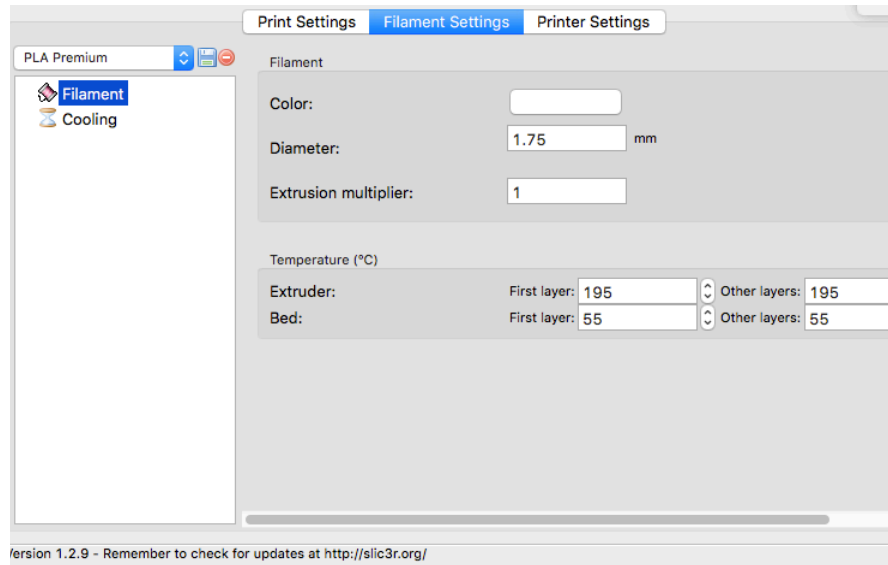 Print Settings Filament Settings Printer Settings
PLA Premium
Filament
Cooling
Filament
Color:
Diameter: 1.75 mm
Extrusion multiplier: 1
Temperature (°C)
Extruder: First layer: 195 Other layers: 195
Bed: First layer: 55 Other layers: 55
Version 1.2.9 - Remember to check for updates at http://slic3r.org/